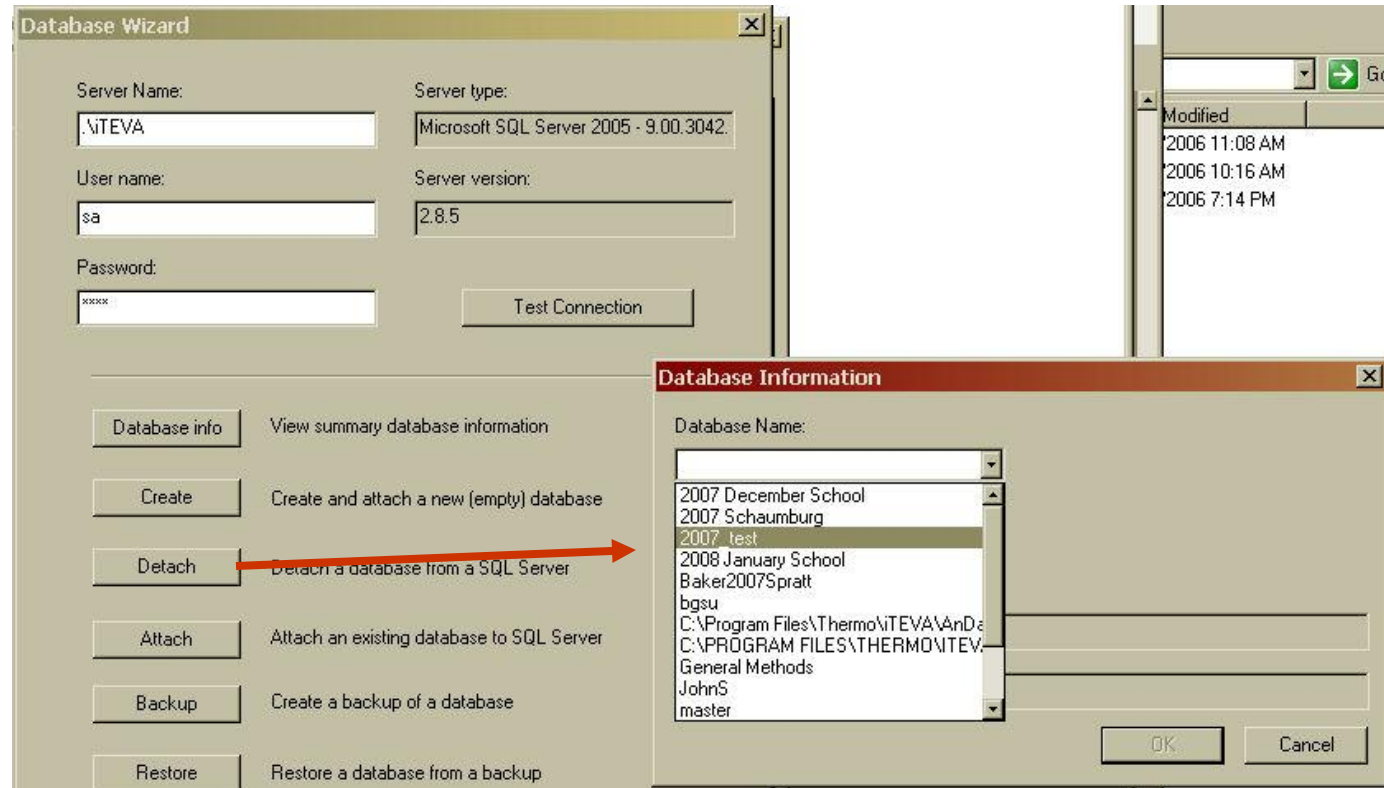 Database Wizard
Server Name:
Server type:
.\iTEVA
Microsoft SQL Server 2005 - 9.00.3042.
User name:
Server version:
sa
2.8.5
Password:
××××
Test Connection
Database info
View summary database information
Create
Create and attach a new (empty) database
Detach
Detach a database from a SQL Server
Attach
Attach an existing database to SQL Server
Backup
Create a backup of a database
Restore
Restore a database from a backup
Go
Modified
'2006 11:08 AM
'2006 10:16 AM
'2006 7:14 PM
Database Information
Database Name:
2007 December School
2007 Schaumburg
2007_test
2008 January School
Baker2007Spratt
bgsu
C:\Program Files\Thermo\iTEVA\AnDa
C:\PROGRAM FILES\THERMO\ITEVA
General Methods
JohnS
master
OK
Cancel